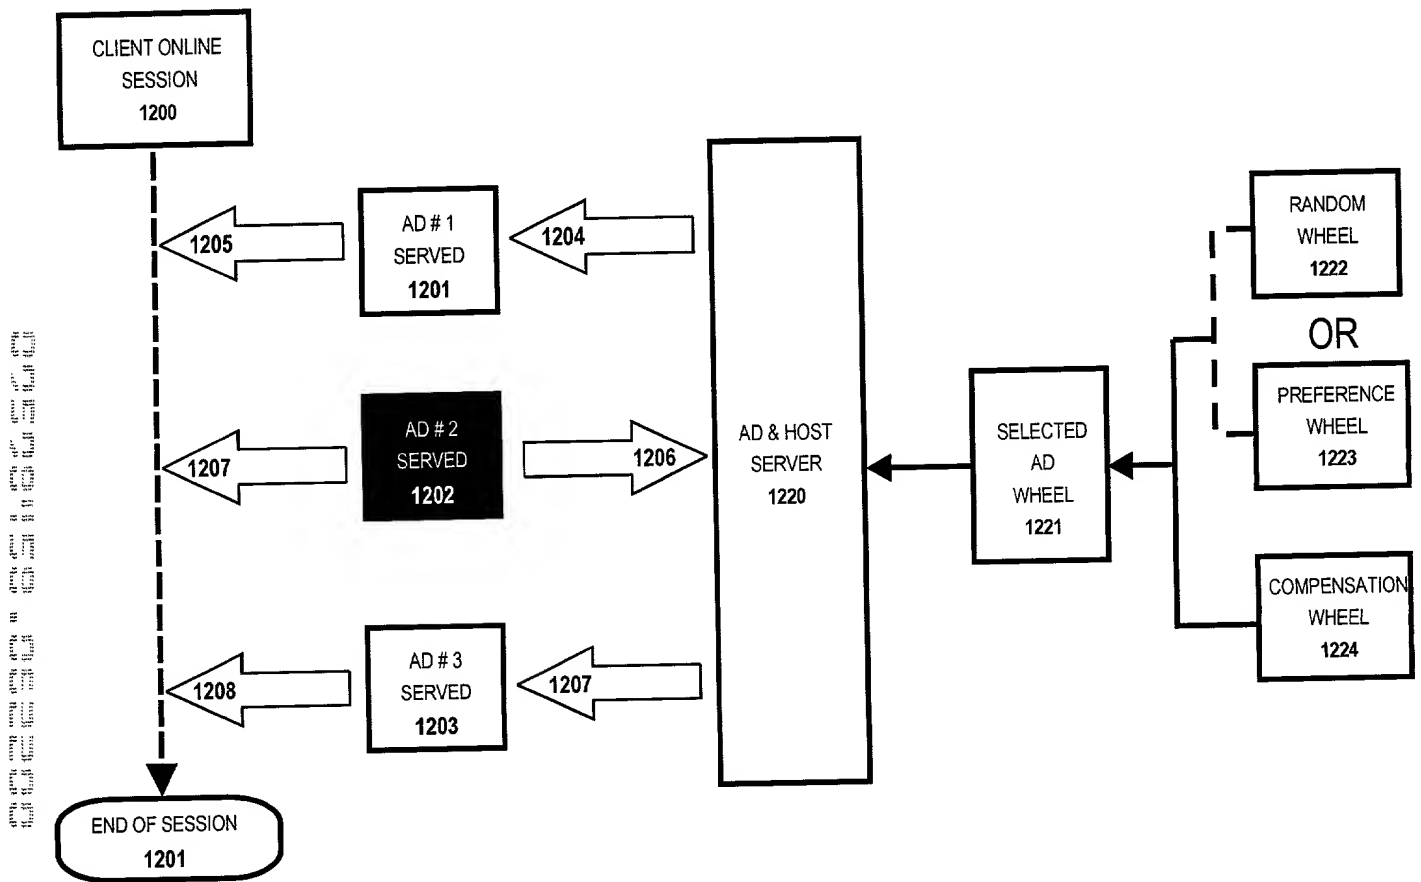 CLIENT ONLINE
SESSION
1200
1205
AD # 1
SERVED
1201
1204
1207
AD # 2
SERVED
1202
1206
1208
AD # 3
SERVED
1203
1207
END OF SESSION
1201
AD & HOST
SERVER
1220
SELECTED
AD
WHEEL
1221
RANDOM
WHEEL
1222
OR
PREFERENCE
WHEEL
1223
COMPENSATION
WHEEL
1224